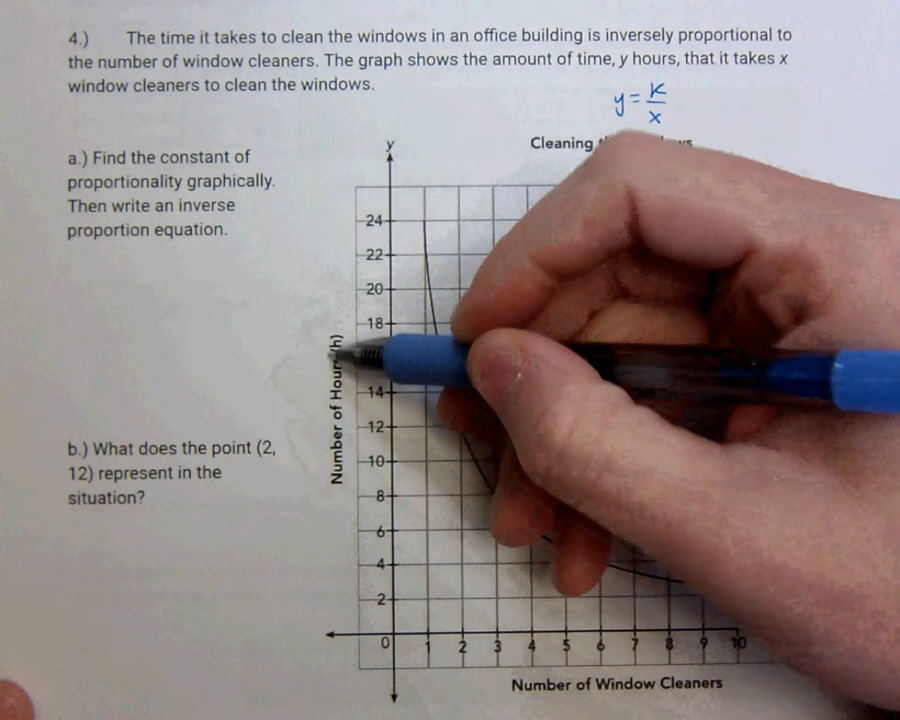 4.) The time it takes to clean the windows in an office building is inversely proportional to
the number of window cleaners. The graph shows the amount of time, y hours, that it takes x
window cleaners to clean the windows.
y = k/x
Cleaning
a.) Find the constant of
proportionality graphically.
Then write an inverse
proportion equation.
y
24
22
20
18
14
12
10
8
6
4
2
0 1 2 3 4 5 6 7 8 9 10
Number of Hours (h)
Number of Window Cleaners
b.) What does the point (2,
12) represent in the
situation?